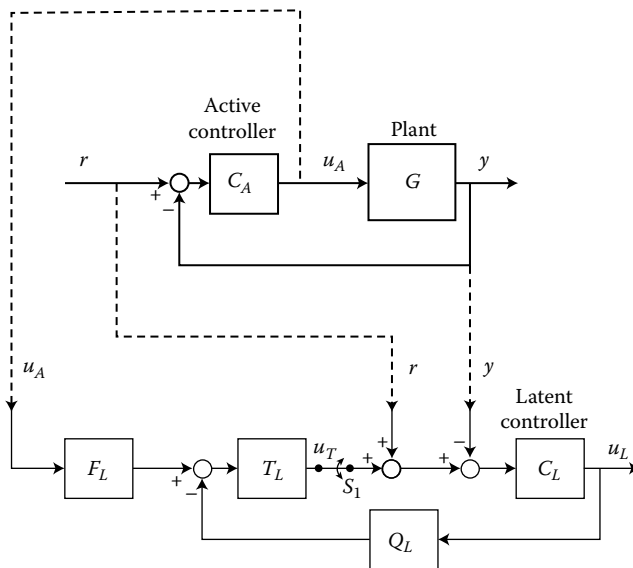 Active
controller
Plant
r
+
−
C_A
u_A
G
y
u_A
r
y
Latent
controller
F_L
+
−
T_L
u_T
S_1
+
+
+
−
C_L
u_L
Q_L